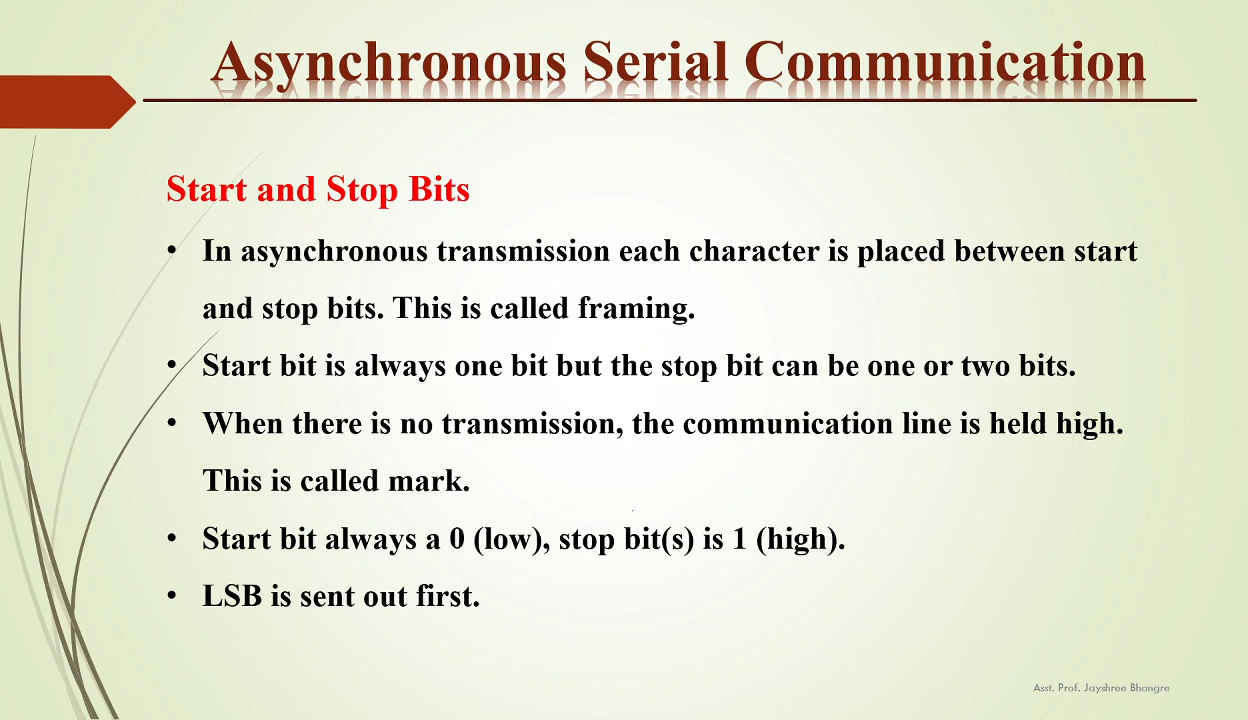 Asynchronous Serial Communication
Start and Stop Bits
• In asynchronous transmission each character is placed between start
and stop bits. This is called framing.
• Start bit is always one bit but the stop bit can be one or two bits.
• When there is no transmission, the communication line is held high.
This is called mark.
• Start bit always a 0 (low), stop bit(s) is 1 (high).
• LSB is sent out first.
Asst. Prof. Jayshree Bhangre